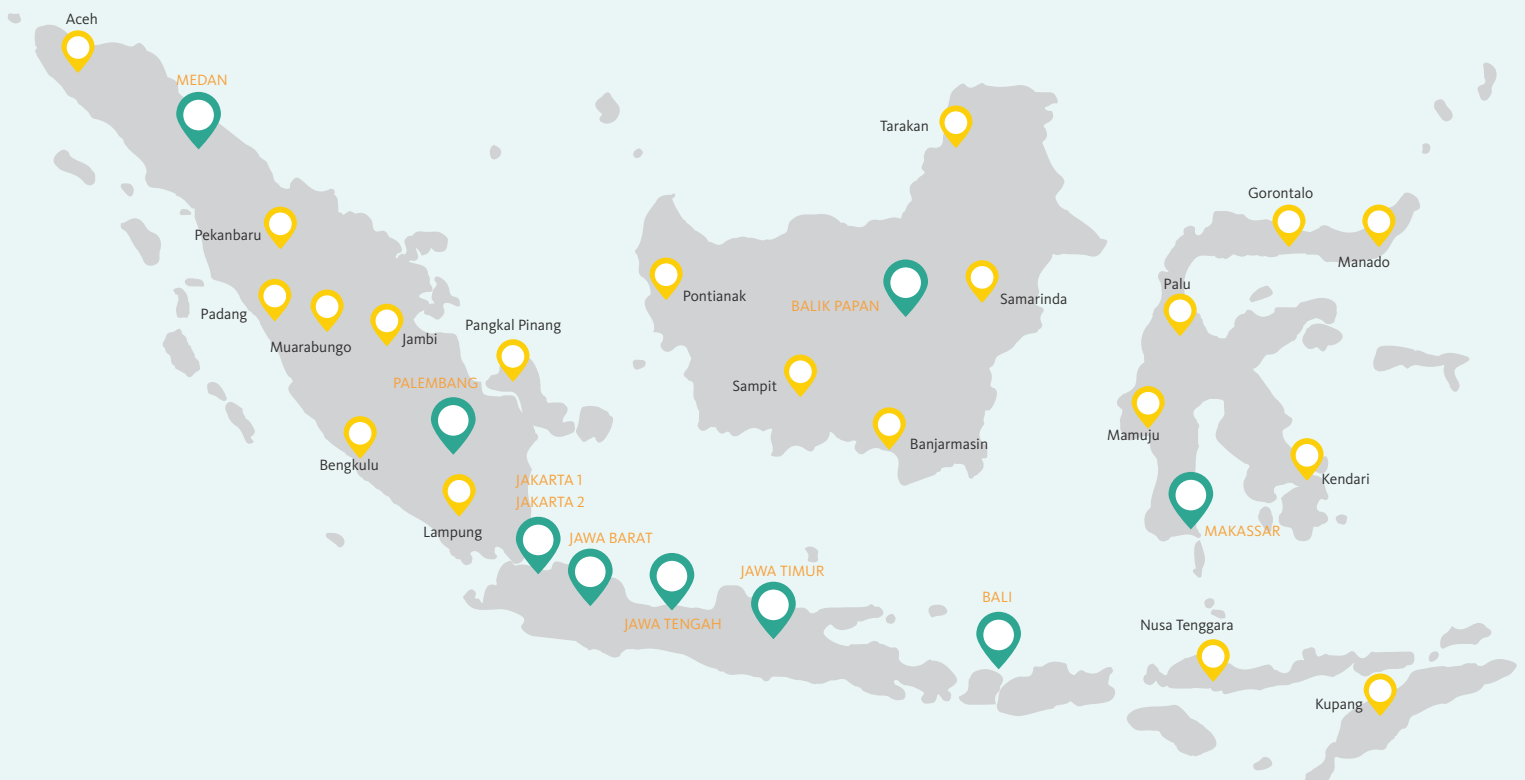 Aceh
MEDAN
Pekanbaru
Padang
Muarabungo
Jambi
Pangkal Pinang
PALEMBANG
Bengkulu
Lampung
JAKARTA 1
JAKARTA 2
JAWA BARAT
JAWA TENGAH
JAWA TIMUR
BALI
Tarakan
Pontianak
BALIK PAPAN
Samarinda
Sampit
Banjarmasin
Gorontalo
Manado
Palu
Mamuju
Kendari
MAKASSAR
Nusa Tenggara
Kupang